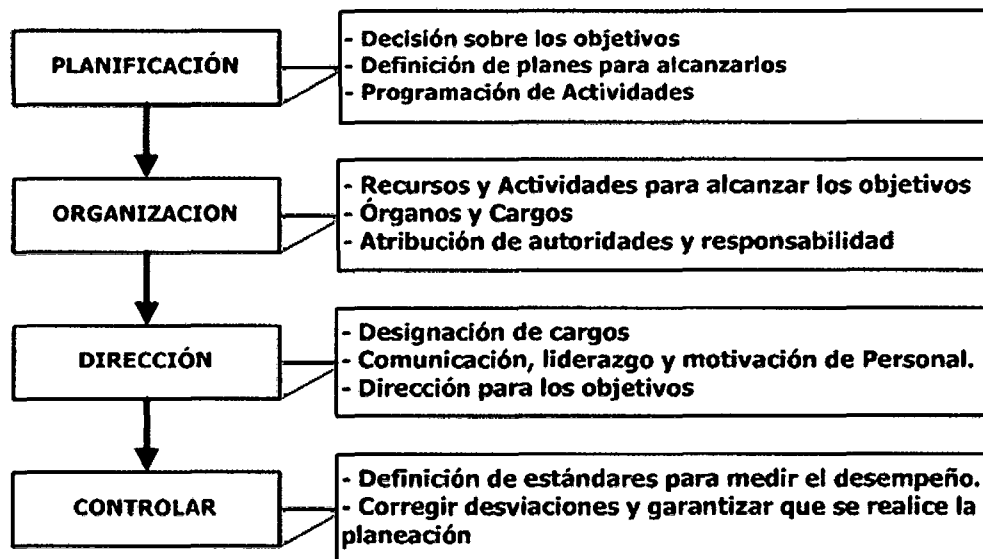 PLANIFICACIÓN
- Decisión sobre los objetivos
- Definición de planes para alcanzarlos
- Programación de Actividades
ORGANIZACION
- Recursos y Actividades para alcanzar los objetivos
- Órganos y Cargos
- Atribución de autoridades y responsabilidad
DIRECCIÓN
- Designación de cargos
- Comunicación, liderazgo y motivación de Personal.
- Dirección para los objetivos
CONTROLAR
- Definición de estándares para medir el desempeño.
- Corregir desviaciones y garantizar que se realice la
planeación